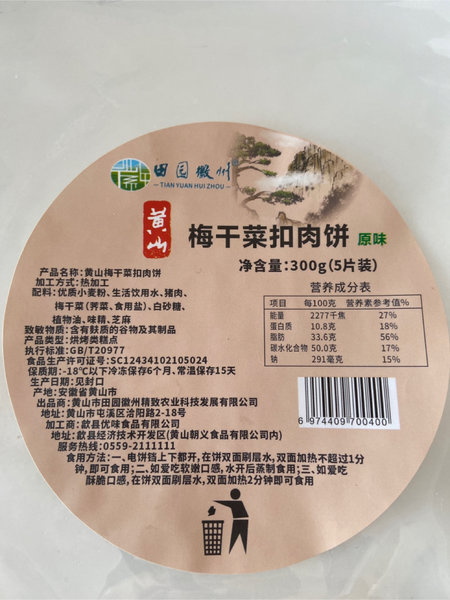 田园徽州
TIAN YUAN HUI ZHOU
黄山
梅干菜扣肉饼 原味
净含量：300g(5片装)
产品名称：黄山梅干菜扣肉饼
加工方式：热加工
配料：优质小麦粉、生活饮用水、猪肉、
梅干菜(荠菜、食用盐)、白砂糖、
植物油、味精、芝麻
致敏物质：含有麸质的谷物及其制品
产品类型：烘烤类糕点
执行标准：GB/T20977
食品生产许可证号：SC12434102105024
保质期：-18℃以下冷冻保存6个月、常温保存15天
生产日期：见封口
产地：安徽省黄山市
出品商：黄山市田园徽州精致农业科技发展有限公司
地址：黄山市屯溪区洽阳路2-18号
加工商：歙县优味食品有限公司
地址：歙县经济技术开发区(黄山朝义食品有限公司内)
服务热线：0559-2111111
食用方法：一、电饼铛上下都开，在饼双面刷层水，双面加热不超过1分
钟，即可食用；二、如爱吃软嫩口感，水开后蒸制食用；三、如爱吃
酥脆口感，在饼双面刷层水，双面加热2分钟即可食用
营养成分表
项目 每100克 营养素参考值%
能量 2277千焦 27%
蛋白质 10.8克 18%
脂肪 33.6克 56%
碳水化合物 50.0克 17%
钠 291毫克 15%
6 974409 700400